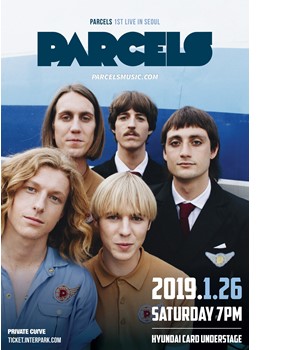 PARCELS 1ST LIVE IN SEOUL
PARCELS
PARCELSMUSIC.COM
2019.1.26
SATURDAY 7PM
HYUNDAI CARD UNDERSTAGE
PRIVATE CURVE
TICKET.INTERPARK.COM